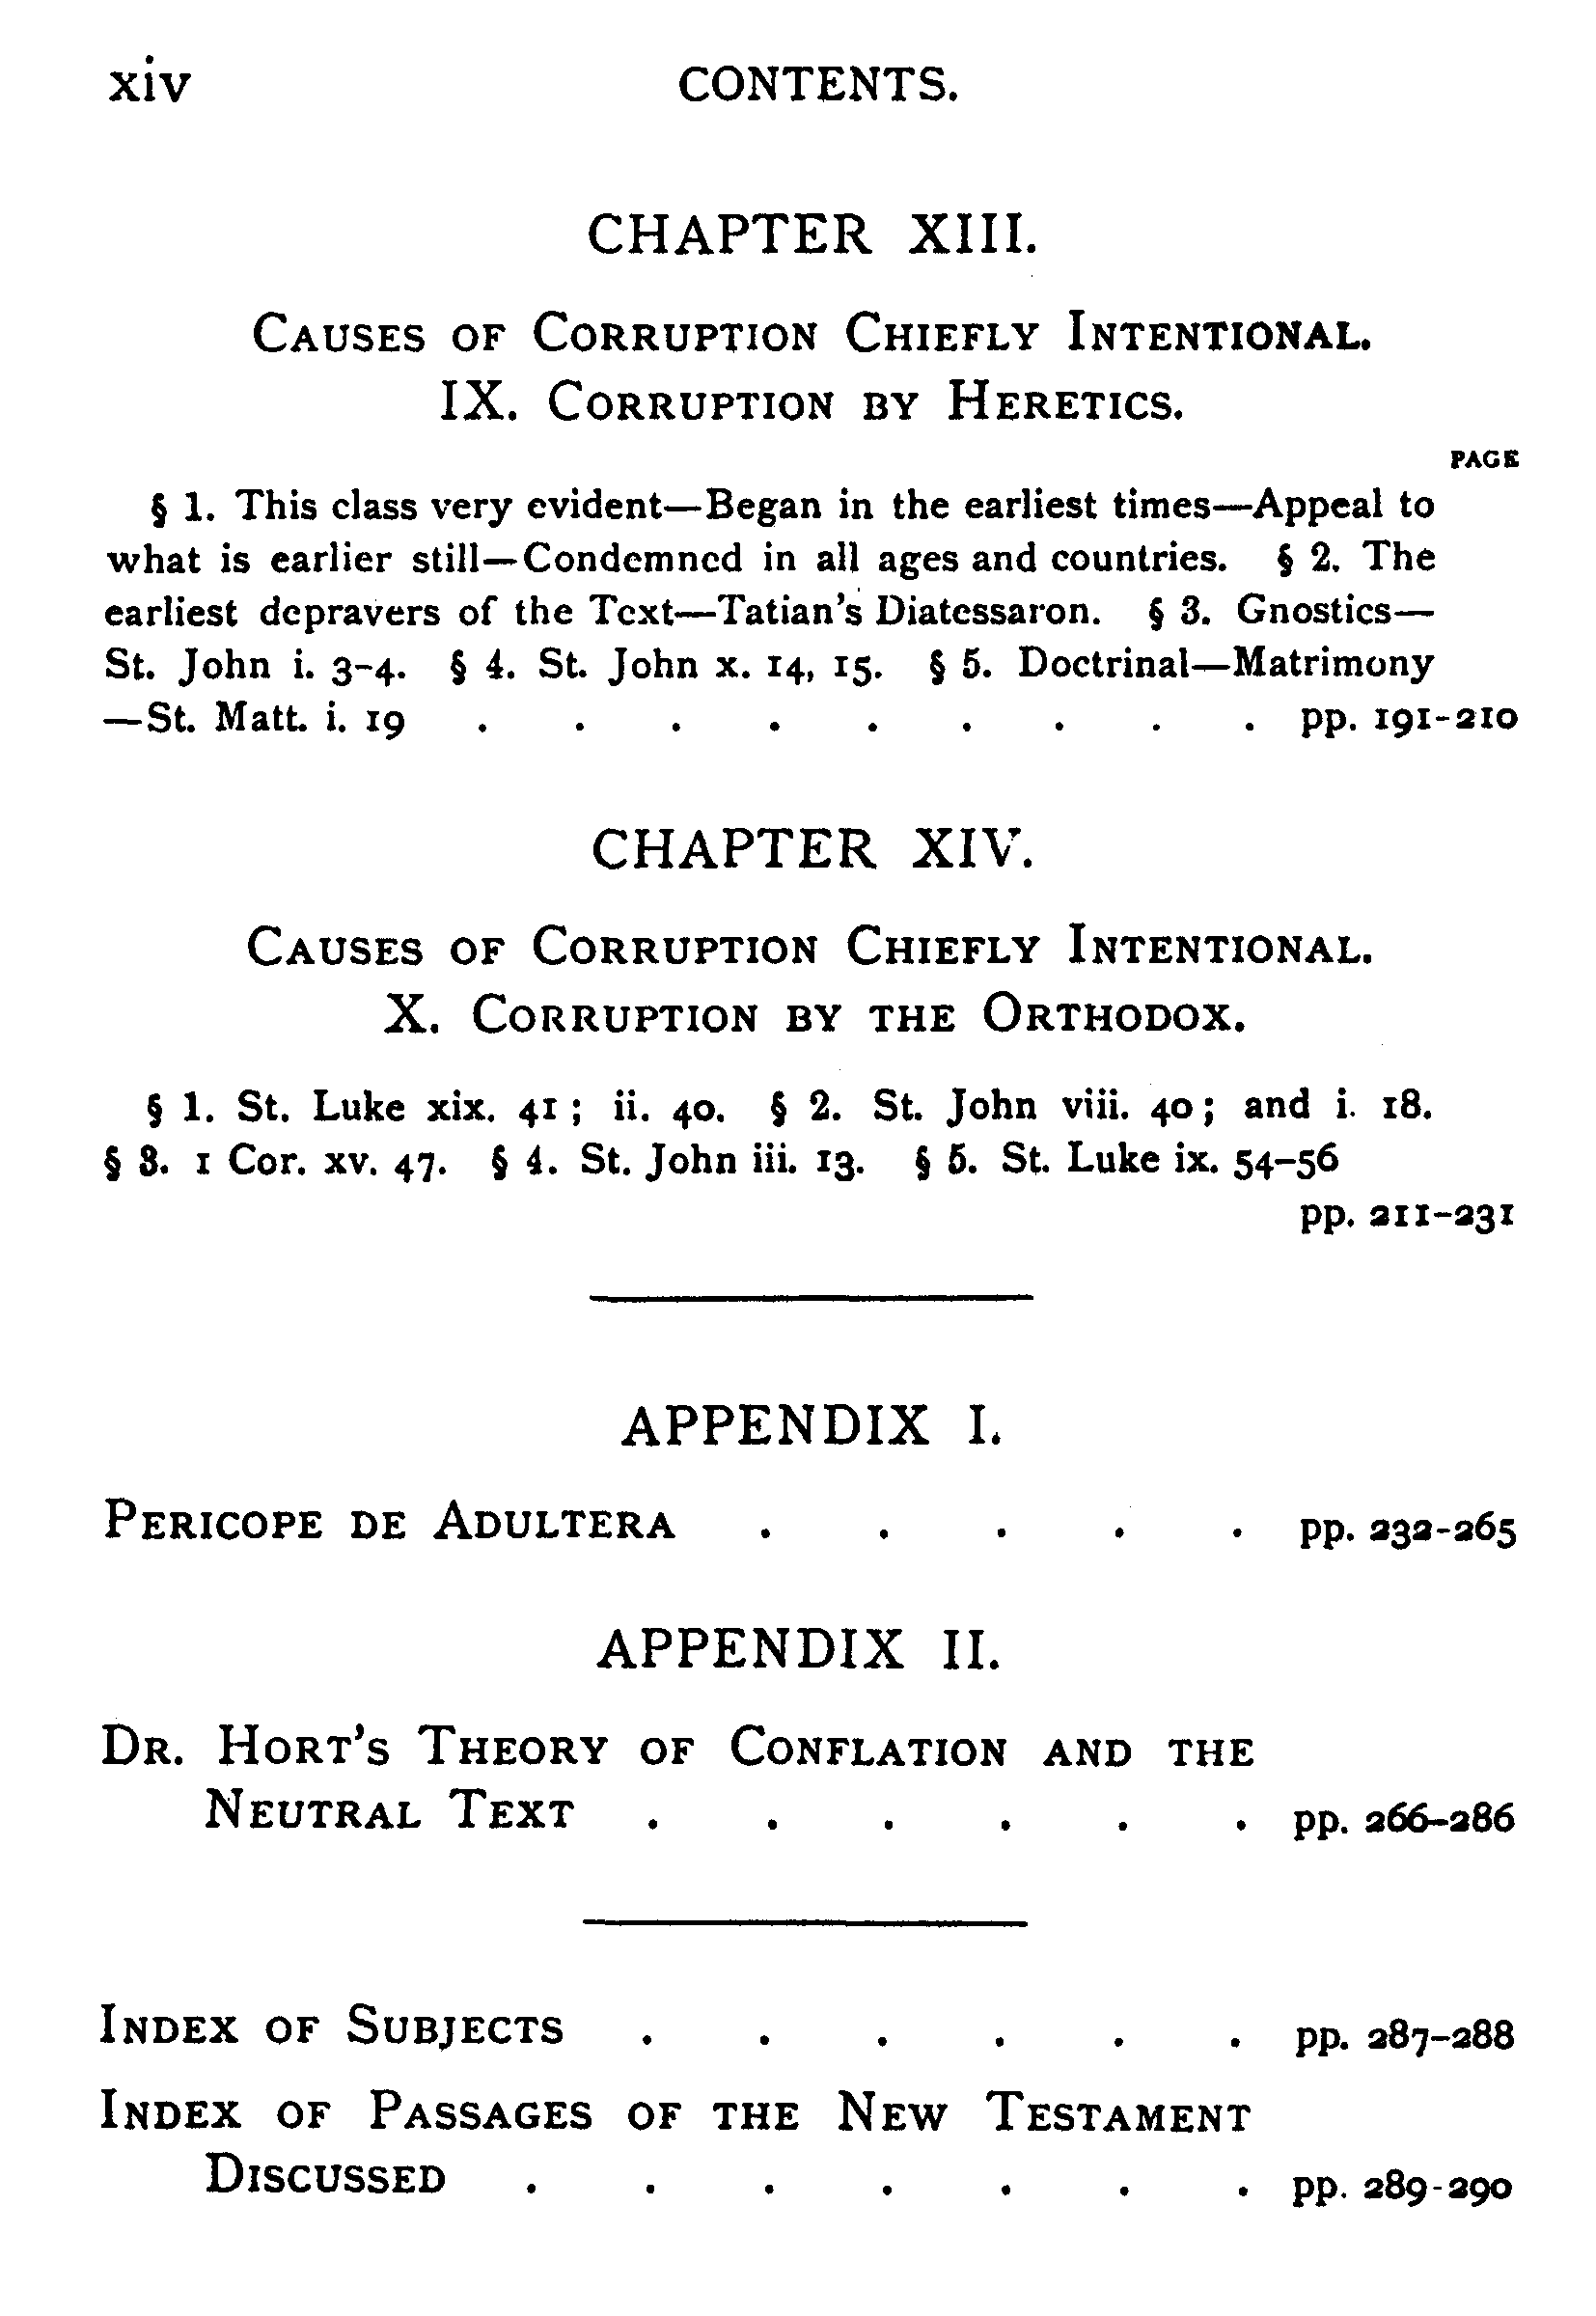 xiv CONTENTS.
CHAPTER XIII.
CAUSES OF CORRUPTION CHIEFLY INTENTIONAL.
IX. CORRUPTION BY HERETICS.
PAGE
§ 1. This class very evident—Began in the earliest times—Appeal to
what is earlier still—Condemned in all ages and countries. § 2. The
earliest depravers of the Text—Tatian's Diatessaron. § 3. Gnostics—
St. John i. 3-4. § 4. St. John x. 14, 15. § 5. Doctrinal—Matrimony
—St. Matt. i. 19 . . . . . . . . . pp. 191-210
CHAPTER XIV.
CAUSES OF CORRUPTION CHIEFLY INTENTIONAL.
X. CORRUPTION BY THE ORTHODOX.
§ 1. St. Luke xix. 41; ii. 40. § 2. St. John viii. 40; and i. 18.
§ 3. 1 Cor. xv. 47. § 4. St. John iii. 13. § 5. St. Luke ix. 54-56
pp. 211-231
APPENDIX I.
PERICOPE DE ADULTERA . . . . . pp. 232-265
APPENDIX II.
DR. HORT'S THEORY OF CONFLATION AND THE
NEUTRAL TEXT . . . . . . pp. 266-286
INDEX OF SUBJECTS . . . . . . pp. 287-288
INDEX OF PASSAGES OF THE NEW TESTAMENT
DISCUSSED . . . . . . . pp. 289-290